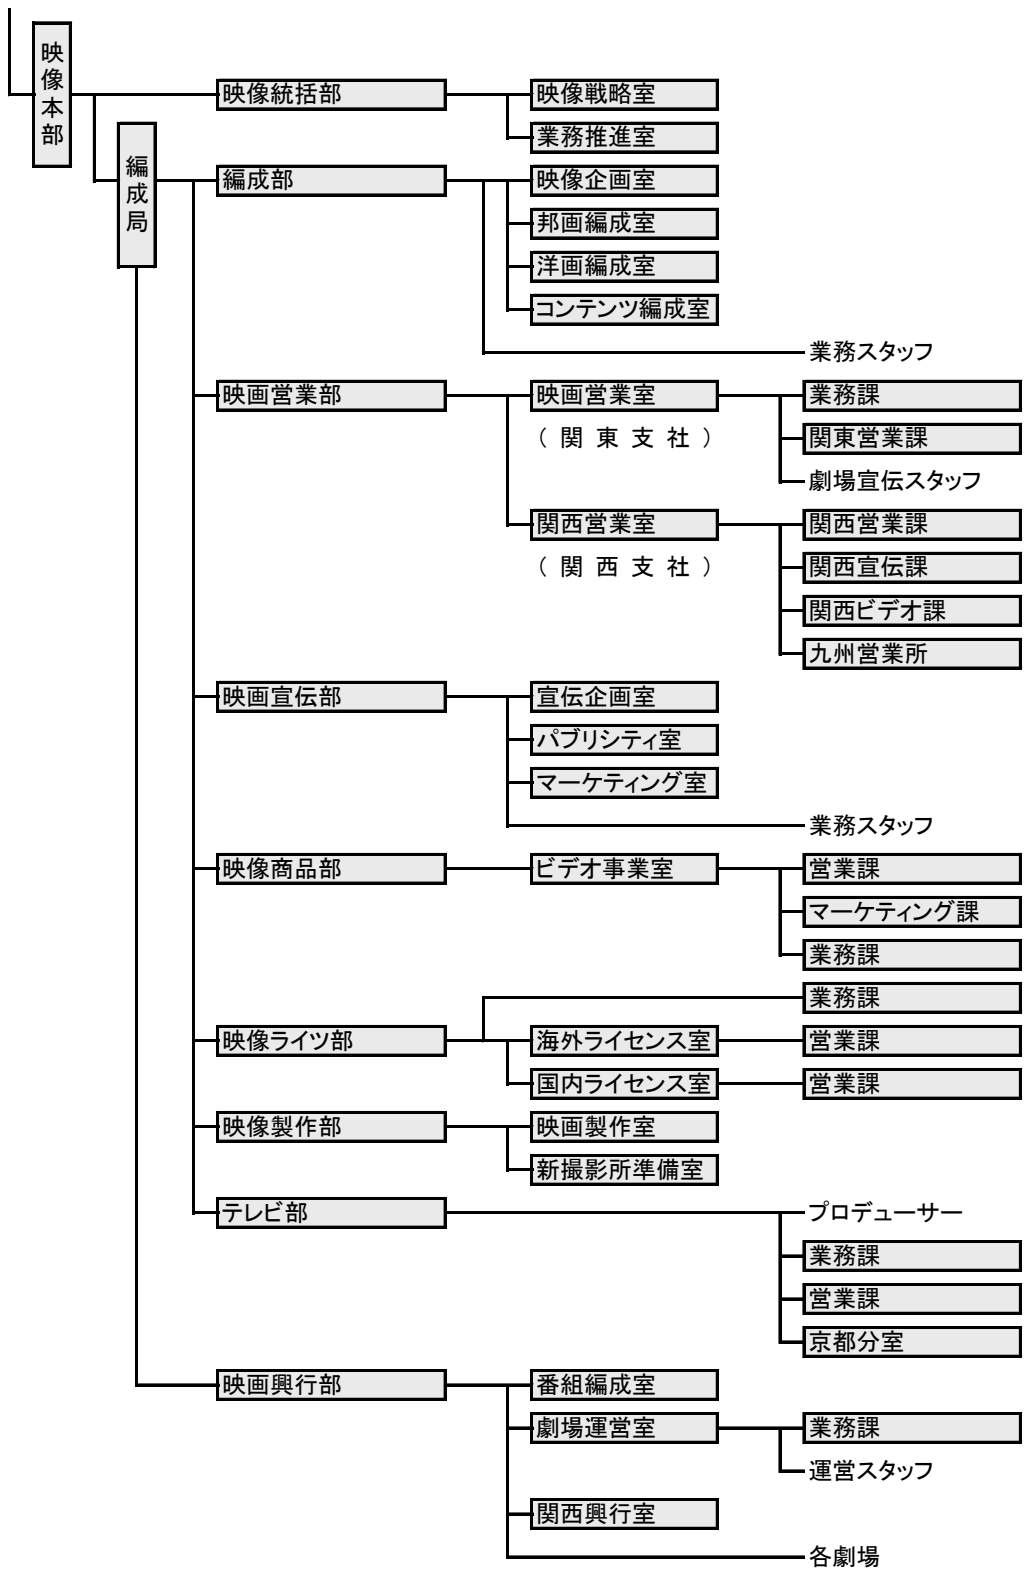 映像本部
映像統括部
映像戦略室
業務推進室
編成局
編成部
映像企画室
邦画編成室
洋画編成室
コンテンツ編成室
業務スタッフ
映画営業部
映画営業室
業務課
（関東支社）
関東営業課
劇場宣伝スタッフ
関西営業室
関西営業課
（関西支社）
関西宣伝課
関西ビデオ課
九州営業所
映画宣伝部
宣伝企画室
パブリシティ室
マーケティング室
業務スタッフ
映像商品部
ビデオ事業室
営業課
マーケティング課
業務課
業務課
映像ライツ部
海外ライセンス室
営業課
国内ライセンス室
営業課
映像製作部
映画製作室
新撮影所準備室
テレビ部
プロデューサー
業務課
営業課
京都分室
映画興行部
番組編成室
劇場運営室
業務課
運営スタッフ
関西興行室
各劇場